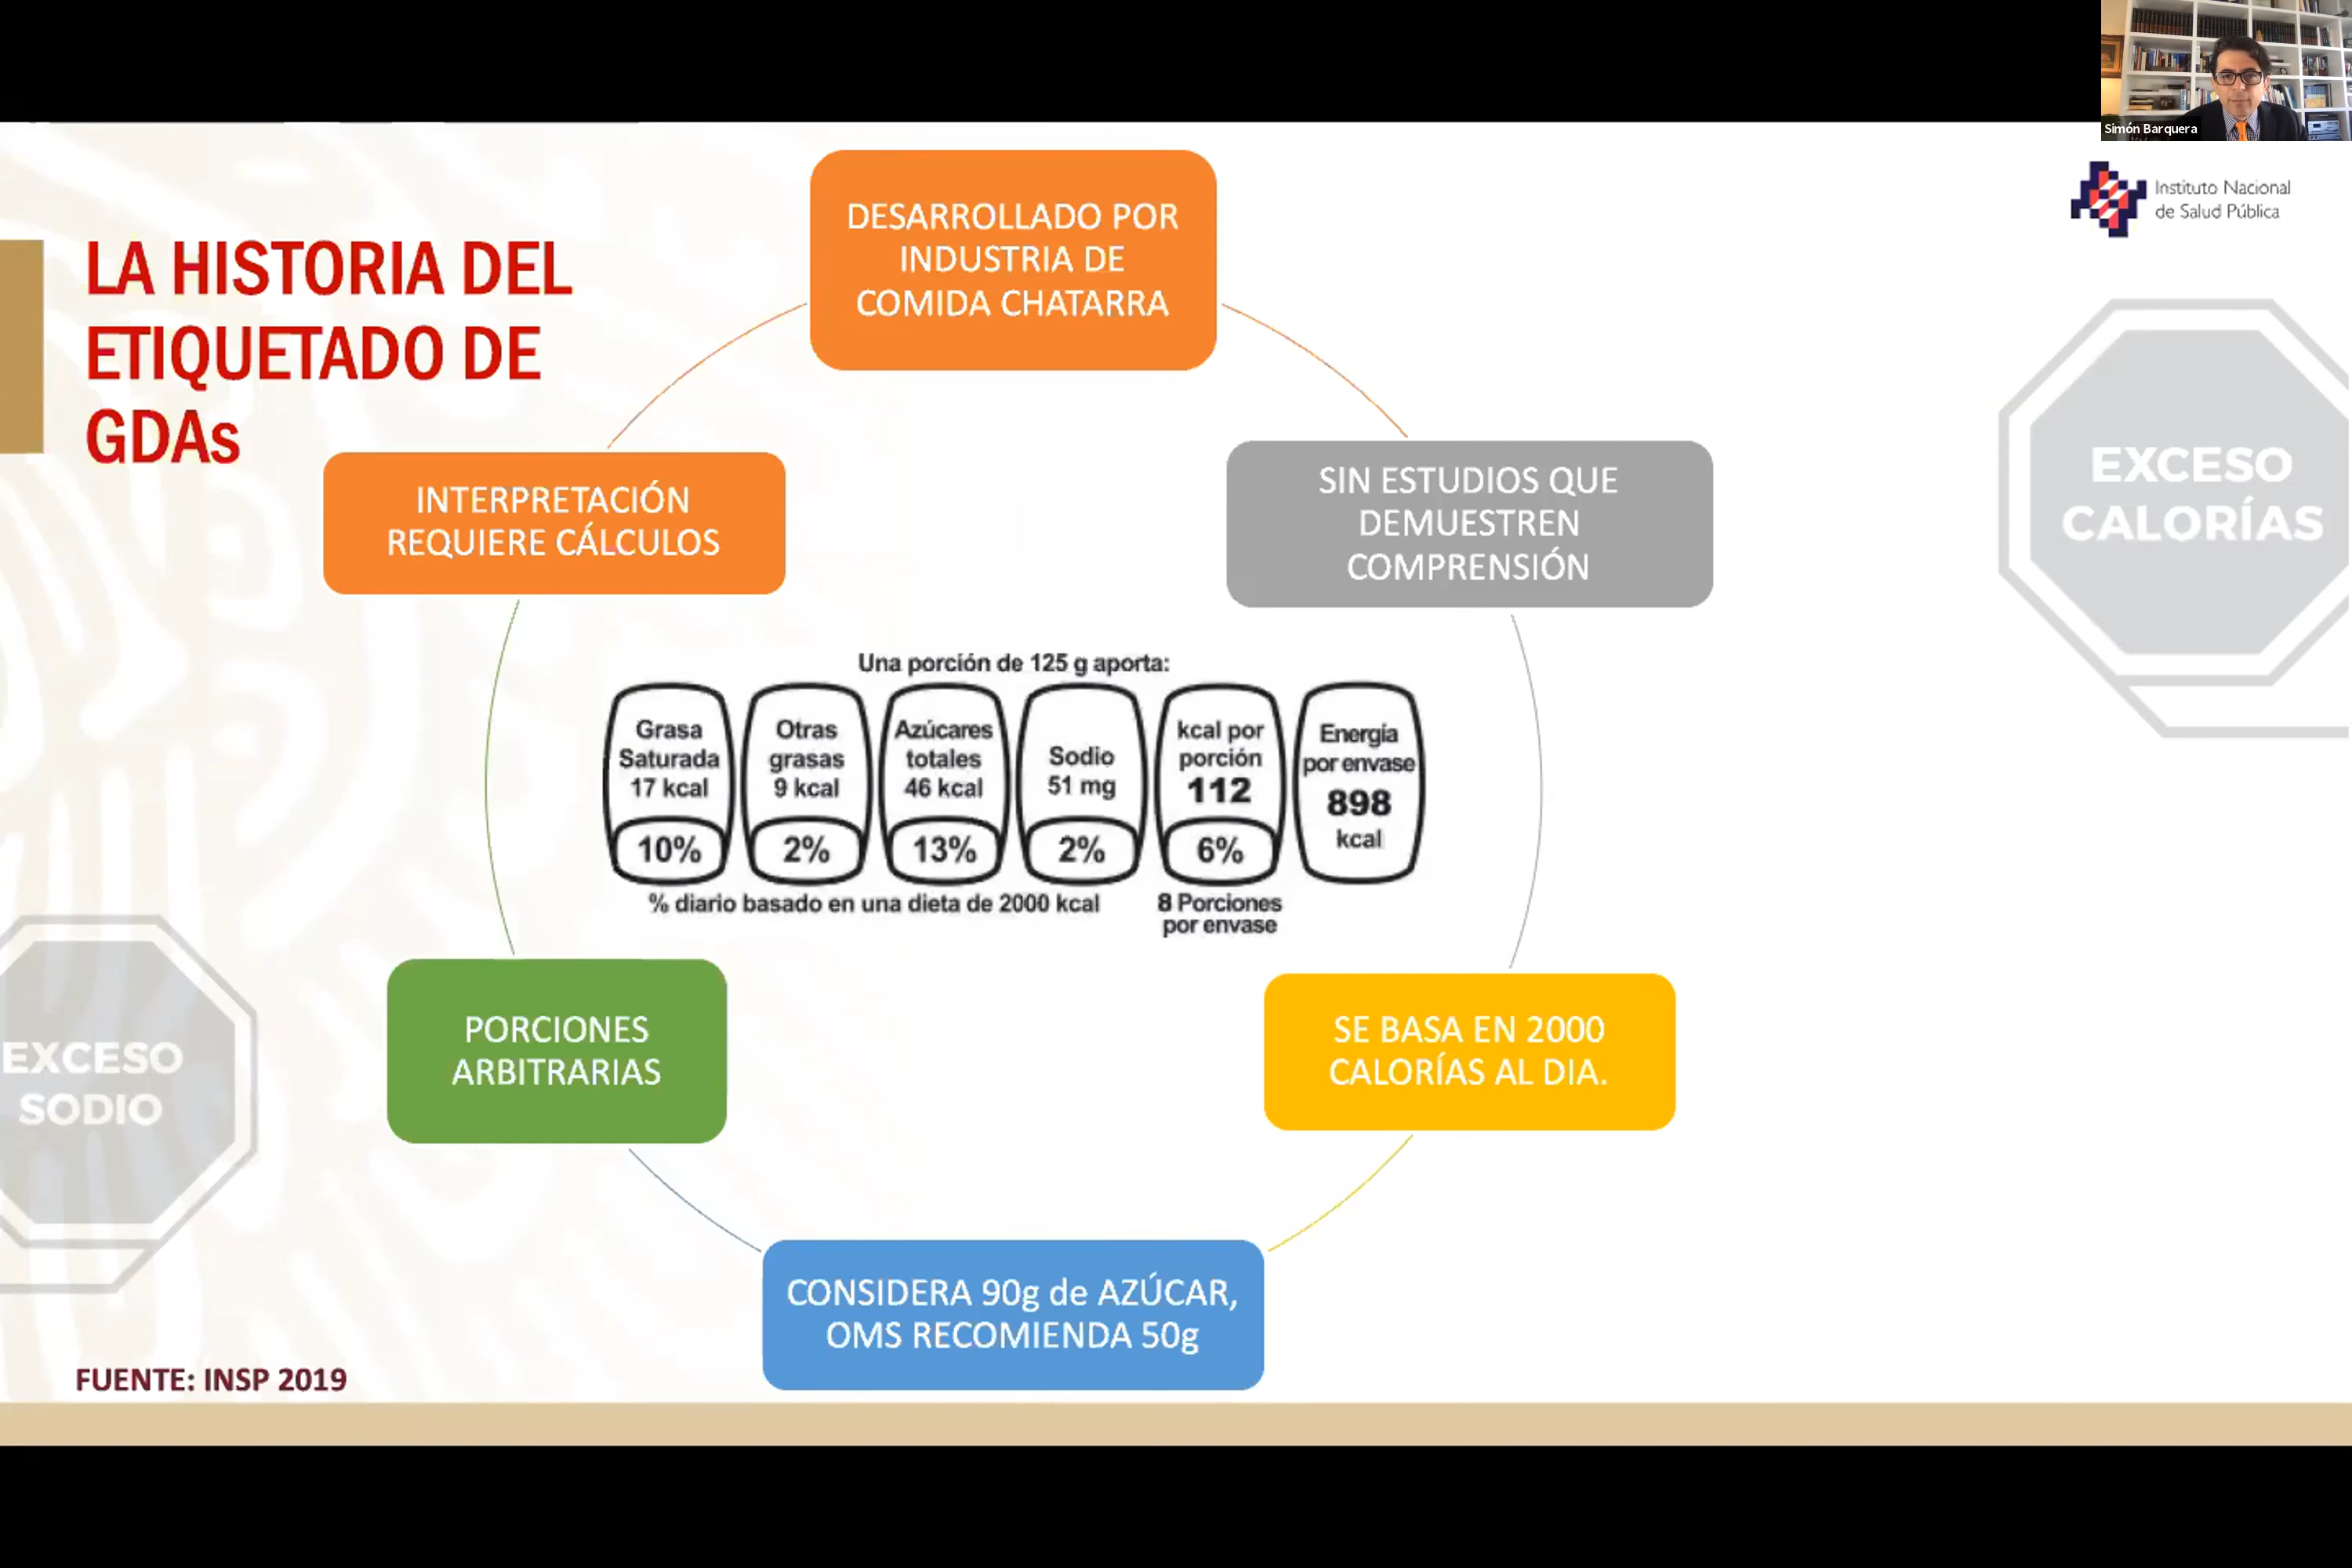 Simón Barquera
Instituto Nacional
de Salud Pública
LA HISTORIA DEL
ETIQUETADO DE
GDAs
DESARROLLADO POR
INDUSTRIA DE
COMIDA CHATARRA
SIN ESTUDIOS QUE
DEMUESTREN
COMPRENSIÓN
SE BASA EN 2000
CALORÍAS AL DIA.
CONSIDERA 90g de AZÚCAR,
OMS RECOMIENDA 50g
PORCIONES
ARBITRARIAS
INTERPRETACIÓN
REQUIERE CÁLCULOS
Una porción de 125 g aporta:
Grasa
Saturada
17 kcal
10%
Otras
grasas
9 kcal
2%
Azúcares
totales
46 kcal
13%
Sodio
51 mg
2%
kcal por
porción
112
6%
Energía
por envase
898
kcal
% diario basado en una dieta de 2000 kcal
8 Porciones
por envase
EXCESO
CALORÍAS
EXCESO
SODIO
FUENTE: INSP 2019